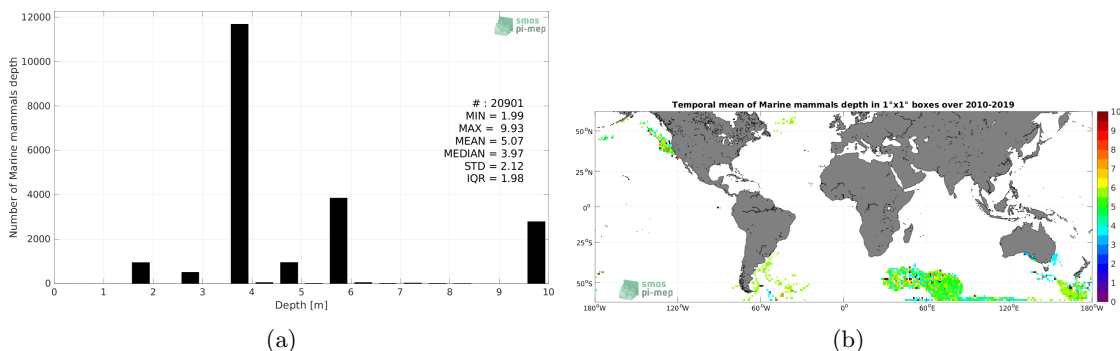 12000
10000
8000
6000
4000
2000
0
Number of Marine mammals depth
smos
pi-mep
# : 20901
MIN = 1.99
MAX = 9.93
MEAN = 5.07
MEDIAN = 3.97
STD = 2.12
IQR = 1.98
0 1 2 3 4 5 6 7 8 9 10
Depth [m]
(a)
Temporal mean of Marine mammals depth in 1°x1° boxes over 2010-2019
50°N
25°N
0°
25°S
50°S
180°W 120°W 60°W 0° 60°E 120°E 180°W
smos
pi-mep
10
9
8
7
6
5
4
3
2
1
0
(b)